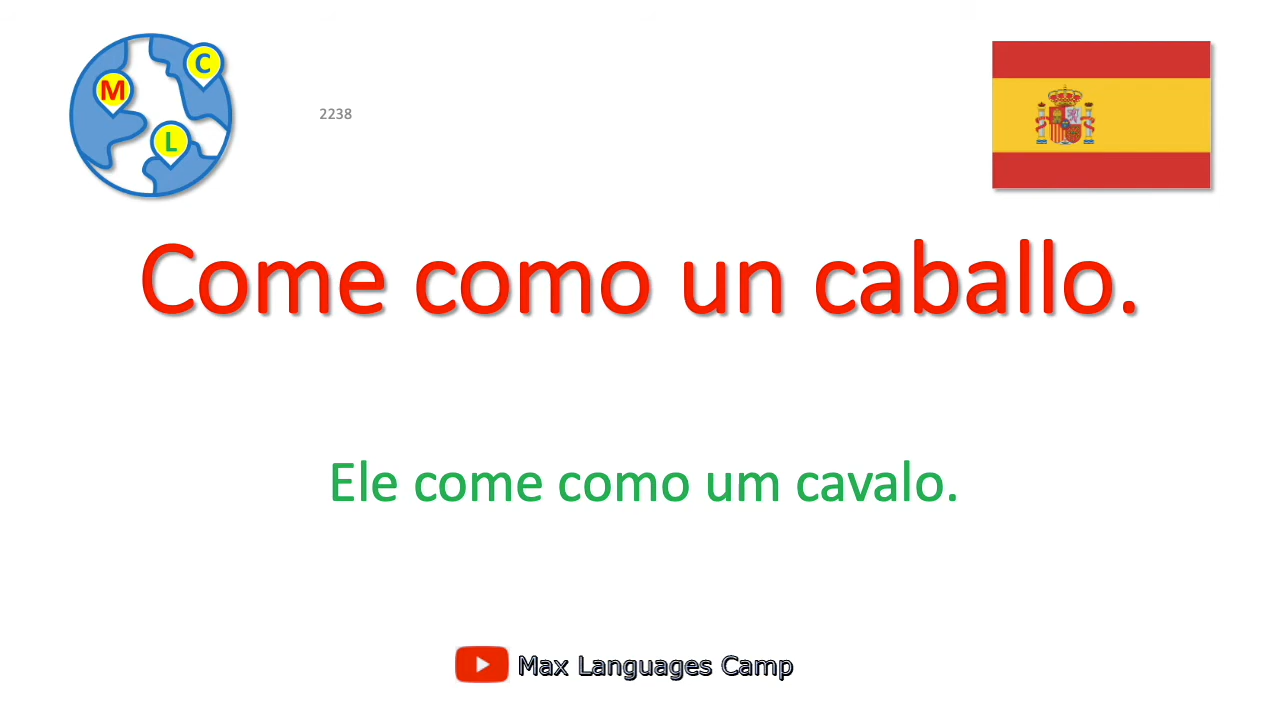 M
C
L
2238
Come como un caballo.
Ele come como um cavalo.
Max Languages Camp